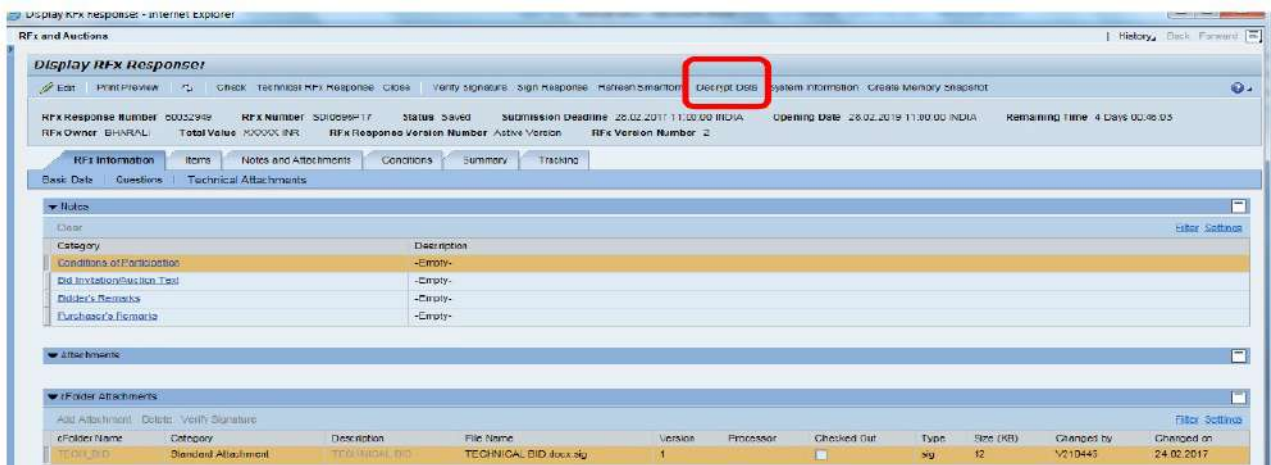 Display RFx Response: - Internet Explorer
RFx and Auctions
History, Back Forward
Display RFx Response:
Edit Print Preview Check Technical RFx Response Close Verify Signature Sign Response Refresh Smartform Decrypt Data System Information Create Memory Snapshot
RFx Response Number 60032949 RFx Number Status Saved Submission Deadline 28.02.2017 11:00:00 INDIA Opening Date 28.02.2019 11:00:00 INDIA Remaining Time 4 Days 00:46:03
RFx Owner BHARALI Total Value XXXXX INR RFx Response Version Number Active Version RFx Version Number 2
RFx Information Items Notes and Attachments Conditions Summary Tracking
Basic Data Questions Technical Attachments
Notes
Clear Filter Settings
Category Description
Conditions of Participation -Empty-
Bid Invitation/Auction Text -Empty-
Bidder's Remarks -Empty-
Purchaser's Remarks -Empty-
Attachments
cFolder Attachments
Add Attachment Delete Verify Signature Filter Settings
cFolder Name Category Description File Name Version Processor Checked Out Type Size (KB) Changed by Changed on
TECH_BID Standard Attachment TECHNICAL BID TECHNICAL BID.docx.sig 1 sig 12 V210445 24.02.2017